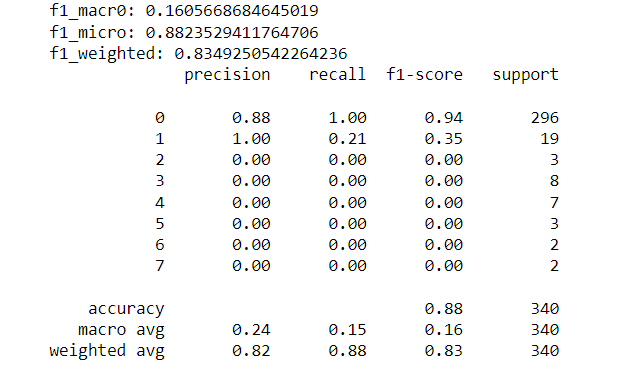 f1_macr0: 0.1605668684645019
f1_micro: 0.8823529411764706
f1_weighted: 0.8349250542264236
precision recall f1-score support
0 0.88 1.00 0.94 296
1 1.00 0.21 0.35 19
2 0.00 0.00 0.00 3
3 0.00 0.00 0.00 8
4 0.00 0.00 0.00 7
5 0.00 0.00 0.00 3
6 0.00 0.00 0.00 2
7 0.00 0.00 0.00 2
accuracy 0.88 340
macro avg 0.24 0.15 0.16 340
weighted avg 0.82 0.88 0.83 340